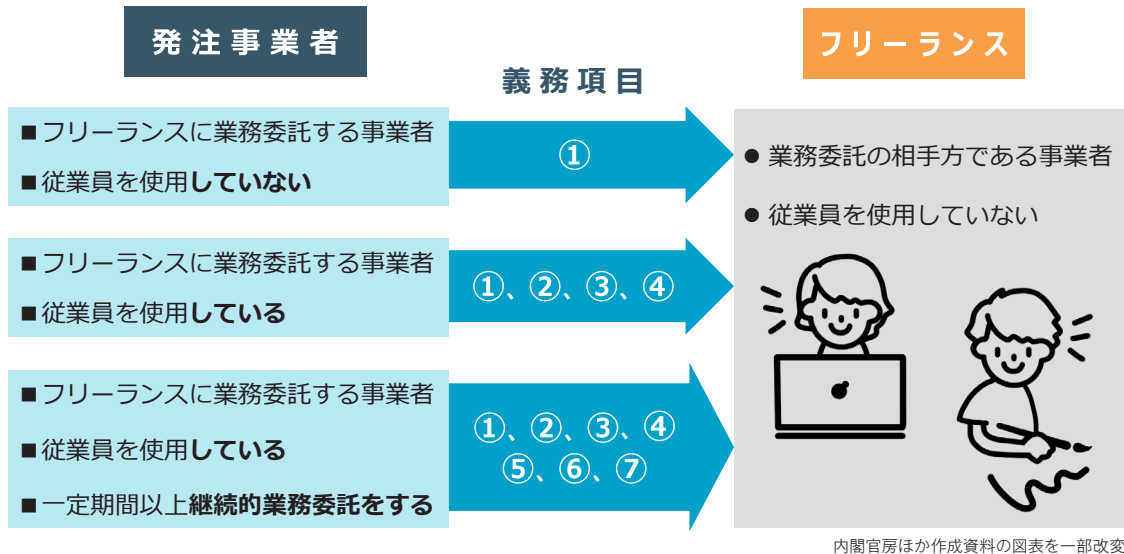 発注事業者
義務項目
フリーランス
■フリーランスに業務委託する事業者
■従業員を使用していない
①
■フリーランスに業務委託する事業者
■従業員を使用している
①、②、③、④
■フリーランスに業務委託する事業者
■従業員を使用している
■一定期間以上継続的業務委託をする
①、②、③、④
⑤、⑥、⑦
●業務委託の相手方である事業者
●従業員を使用していない
内閣官房ほか作成資料の図表を一部改変